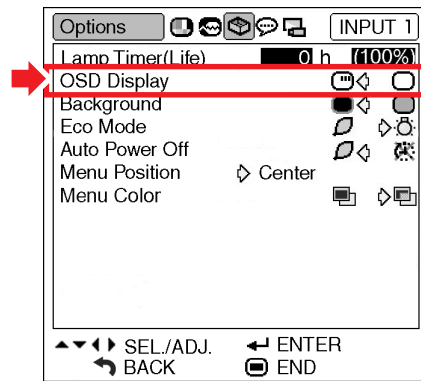 Options INPUT 1
Lamp Timer(Life) 0 h (100%)
OSD Display
Background
Eco Mode
Auto Power Off
Menu Position Center
Menu Color
SEL./ADJ. ENTER
BACK END